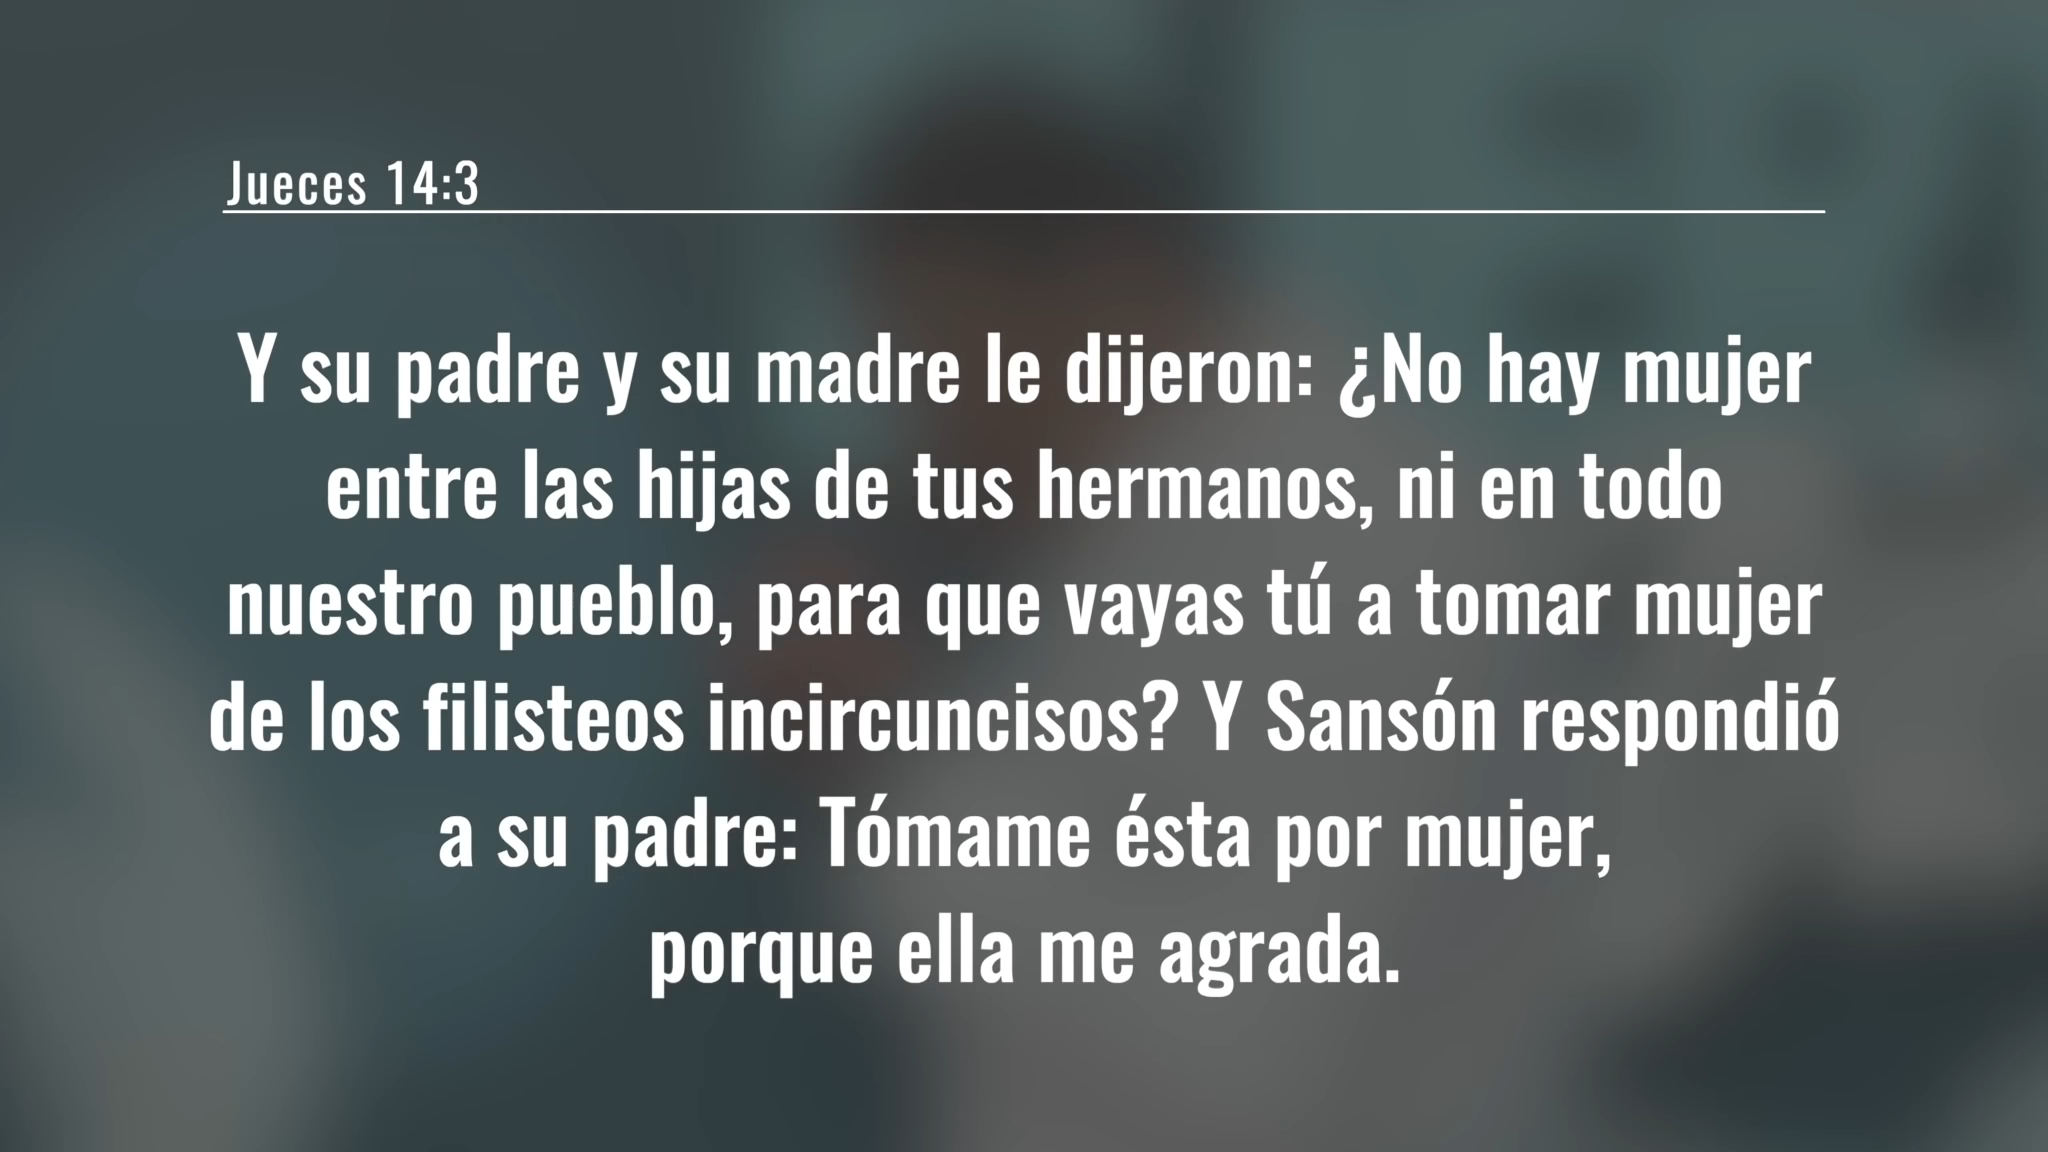 Jueces 14:3
Y su padre y su madre le dijeron: ¿No hay mujer
entre las hijas de tus hermanos, ni en todo
nuestro pueblo, para que vayas tú a tomar mujer
de los filisteos incircuncisos? Y Sansón respondió
a su padre: Tómame ésta por mujer,
porque ella me agrada.